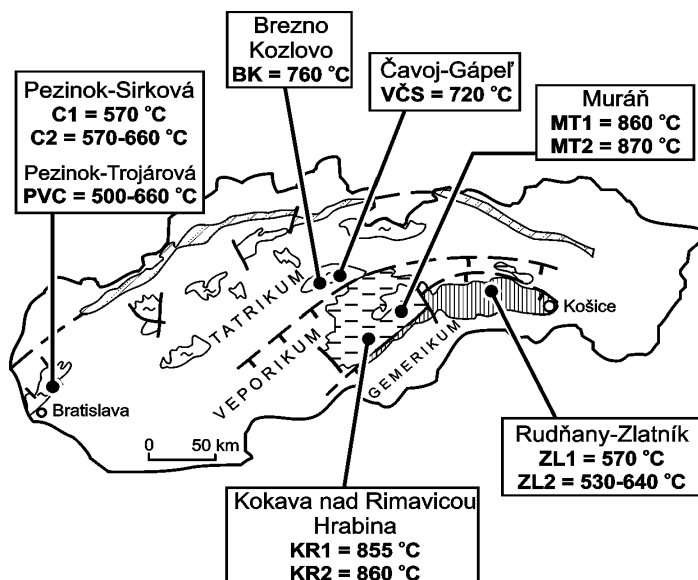 Brezno
Kozlovo
BK = 760 °C
Čavoj-Gápeľ
VČS = 720 °C
Pezinok-Sirková
C1 = 570 °C
C2 = 570-660 °C
Pezinok-Trojárová
PVC = 500-660 °C
Muráň
MT1 = 860 °C
MT2 = 870 °C
TATRIKUM
VEPORIKUM
GEMERIKUM
Košice
Bratislava
0 50 km
Rudňany-Zlatník
ZL1 = 570 °C
ZL2 = 530-640 °C
Kokava nad Rimavicou
Hrabina
KR1 = 855 °C
KR2 = 860 °C